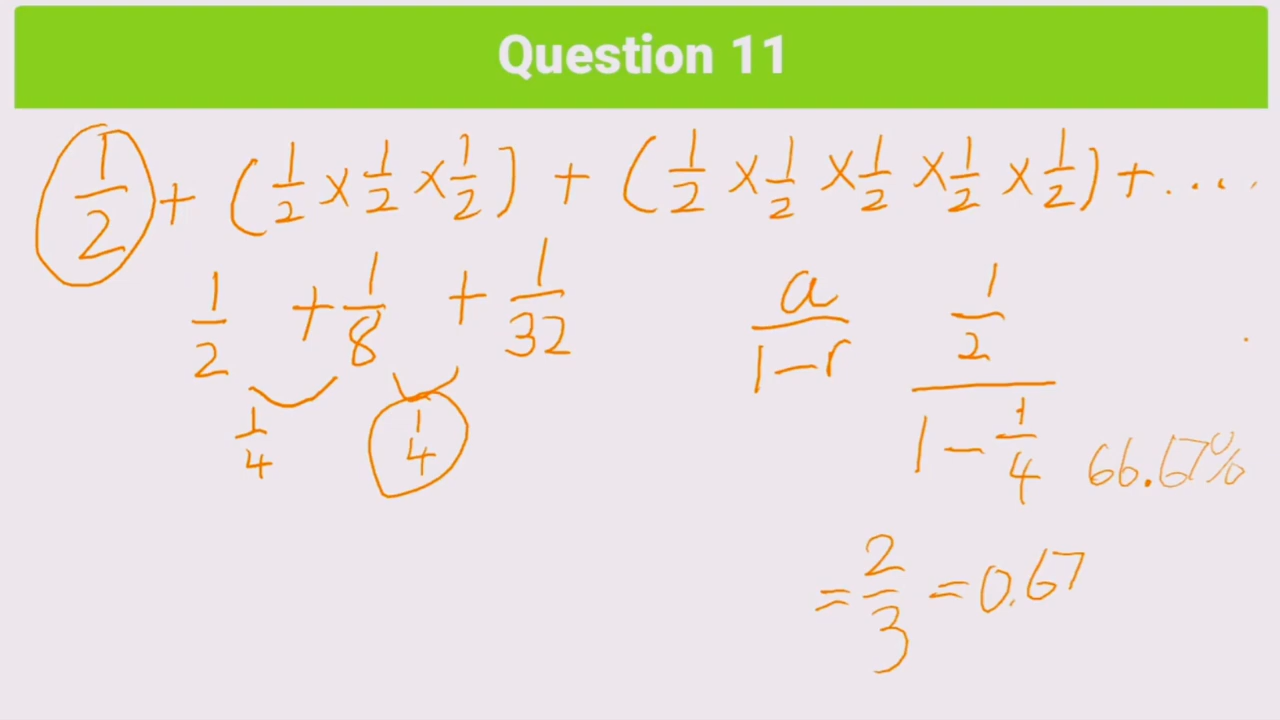 Question 11
1/2 + (1/2 × 1/2 × 1/2) + (1/2 × 1/2 × 1/2 × 1/2 × 1/2) + ....
1/2 + 1/8 + 1/32
1/4 1/4
a/(1-r)
(1/2)/(1 - 1/4)
66.67%
= 2/3 = 0.67